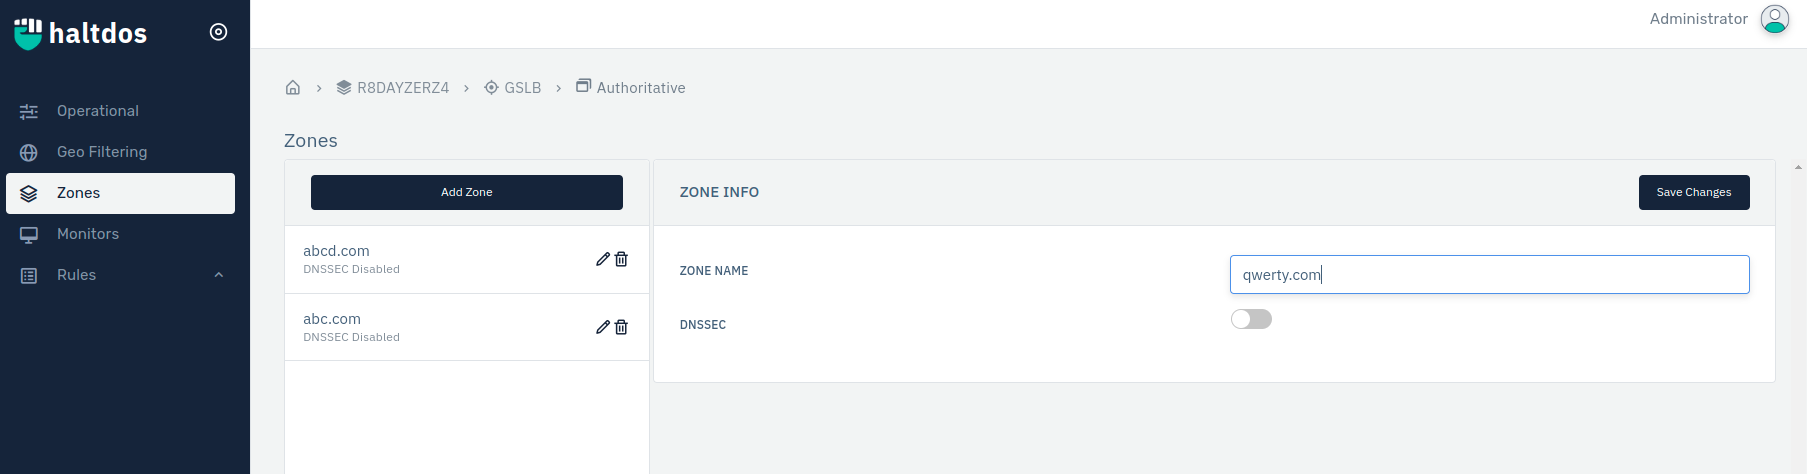 haltdos
Administrator
R8DAYZERZ4 GSLB Authoritative
Operational
Geo Filtering
Zones
Monitors
Rules
Zones
Add Zone
abcd.com
DNSSEC Disabled
abc.com
DNSSEC Disabled
ZONE INFO
Save Changes
ZONE NAME
qwerty.com
DNSSEC